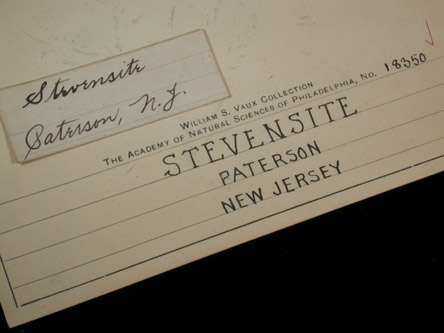 Stevensite
Paterson, N.J.
WILLIAM S. VAUX COLLECTION
THE ACADEMY OF NATURAL SCIENCES OF PHILADELPHIA, NO. 18350
STEVENSITE
PATERSON
NEW JERSEY